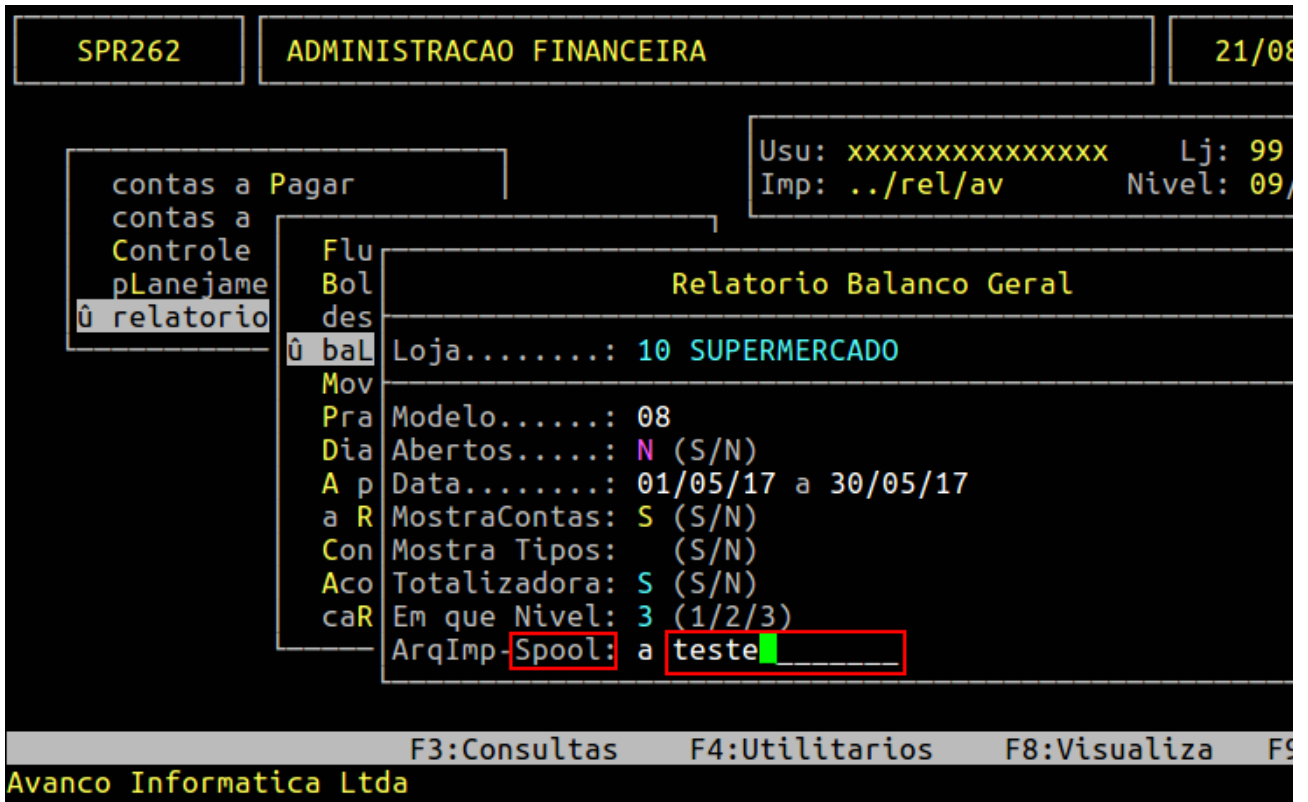 SPR262 ADMINISTRACAO FINANCEIRA 21/08
Usu: xxxxxxxxxxxxxxx Lj: 99
Imp: ../rel/av Nivel: 09/
contas a Pagar
contas a
Controle
pLanejame
û relatorio
Flu
Bol
des
û baL
Mov
Pra
Dia
A p
a R
Con
Aco
caR
Relatorio Balanco Geral
Loja........: 10 SUPERMERCADO
Modelo......: 08
Abertos.....: N (S/N)
Data........: 01/05/17 a 30/05/17
MostraContas: S (S/N)
Mostra Tipos: (S/N)
Totalizadora: S (S/N)
Em que Nivel: 3 (1/2/3)
ArqImp-Spool: a teste_______
F3:Consultas F4:Utilitarios F8:Visualiza F9
Avanco Informatica Ltda